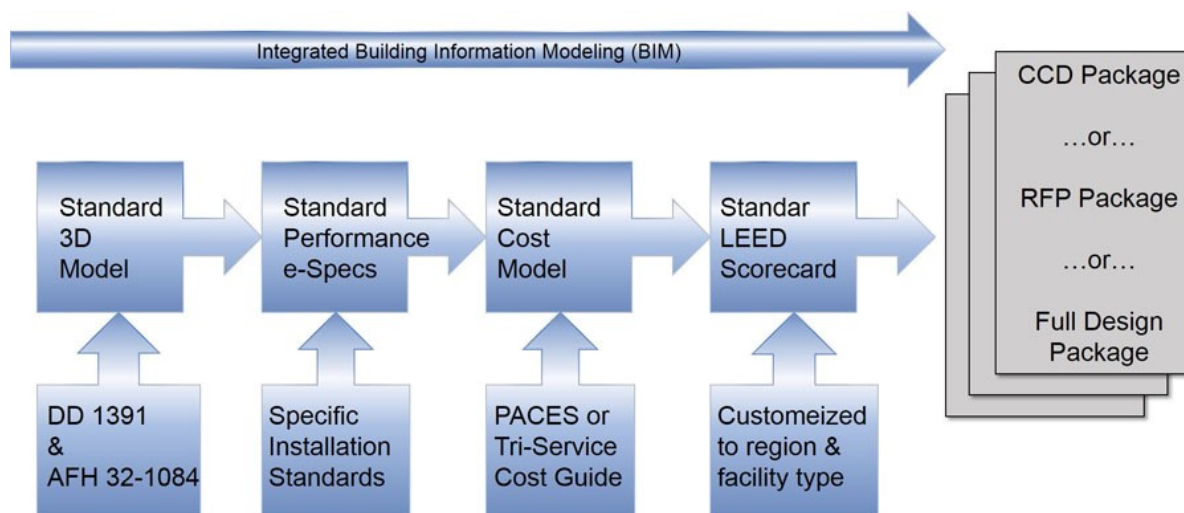 Integrated Building Information Modeling (BIM)
CCD Package
...or...
RFP Package
...or...
Full Design
Package
Standard
3D
Model
Standard
Performance
e-Specs
Standard
Cost
Model
Standar
LEED
Scorecard
DD 1391
&
AFH 32-1084
Specific
Installation
Standards
PACES or
Tri-Service
Cost Guide
Customeized
to region &
facility type